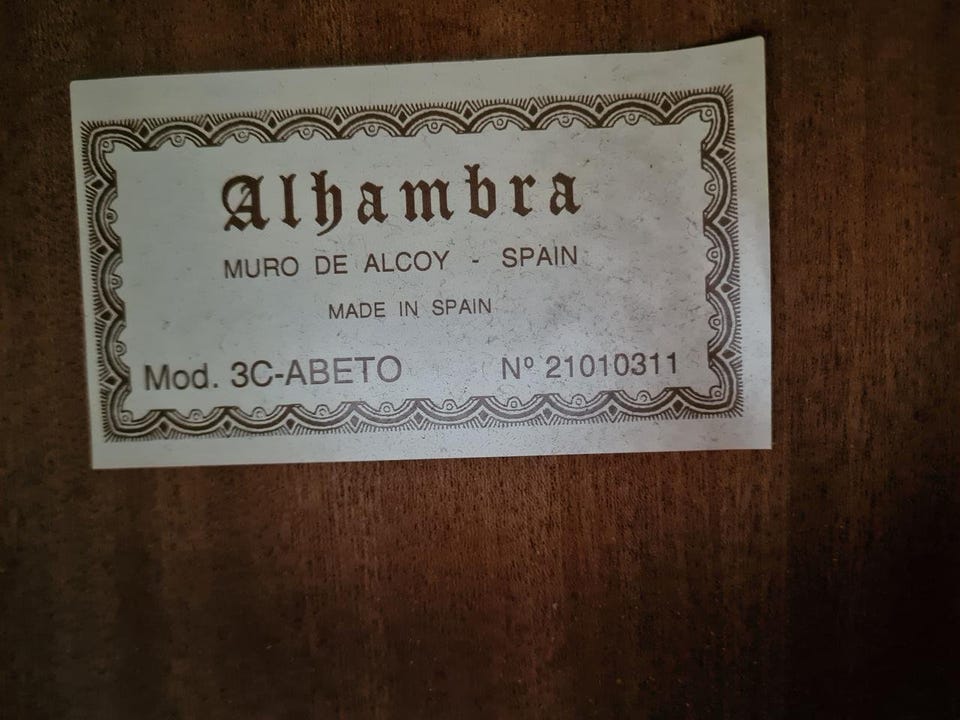 Alhambra
MURO DE ALCOY - SPAIN
MADE IN SPAIN
Mod. 3C-ABETO Nº 21010311